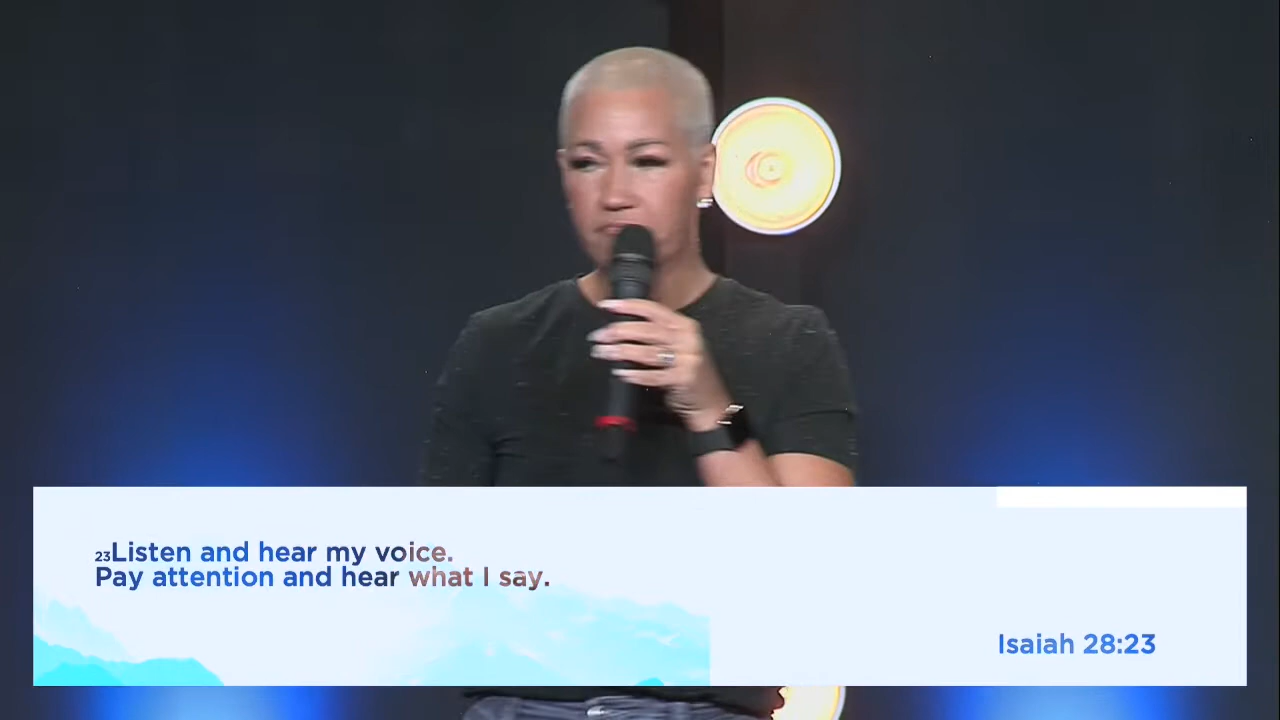 23Listen and hear my voice.
Pay attention and hear what I say.
Isaiah 28:23